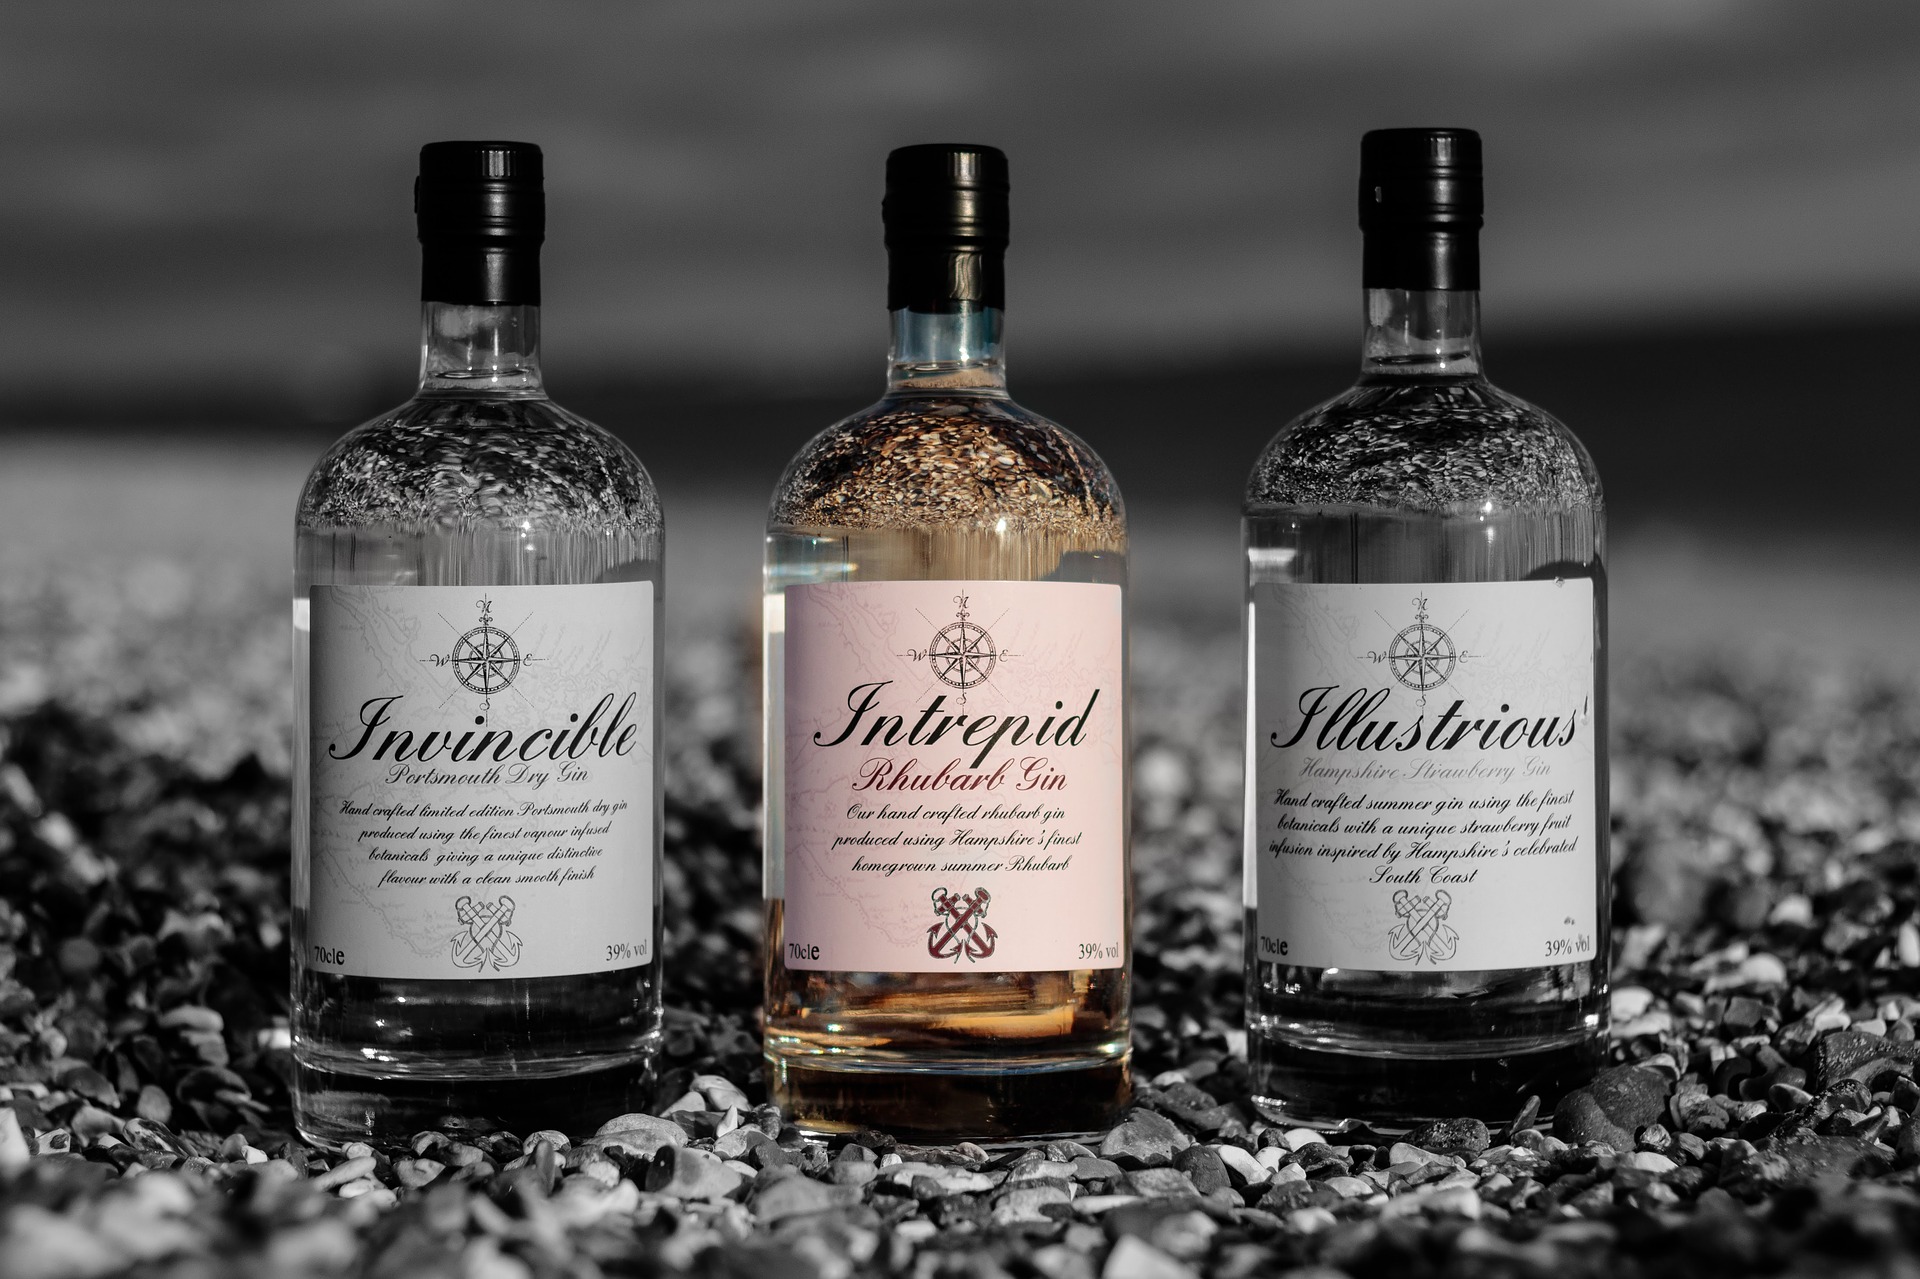 N
W E
S
Invincible
Portsmouth Dry Gin
Hand crafted limited edition Portsmouth dry gin
produced using the finest vapour infused
botanicals giving a unique distinctive
flavour with a clean smooth finish
70cle
39% vol
N
W E
S
Intrepid
Rhubarb Gin
Our hand crafted rhubarb gin
produced using Hampshire's finest
homegrown summer Rhubarb
70cle
39% vol
N
W E
S
Illustrious
Hampshire Strawberry Gin
Hand crafted summer gin using the finest
botanicals with a unique strawberry fruit
infusion inspired by Hampshire's celebrated
South Coast
70cle
39% vol